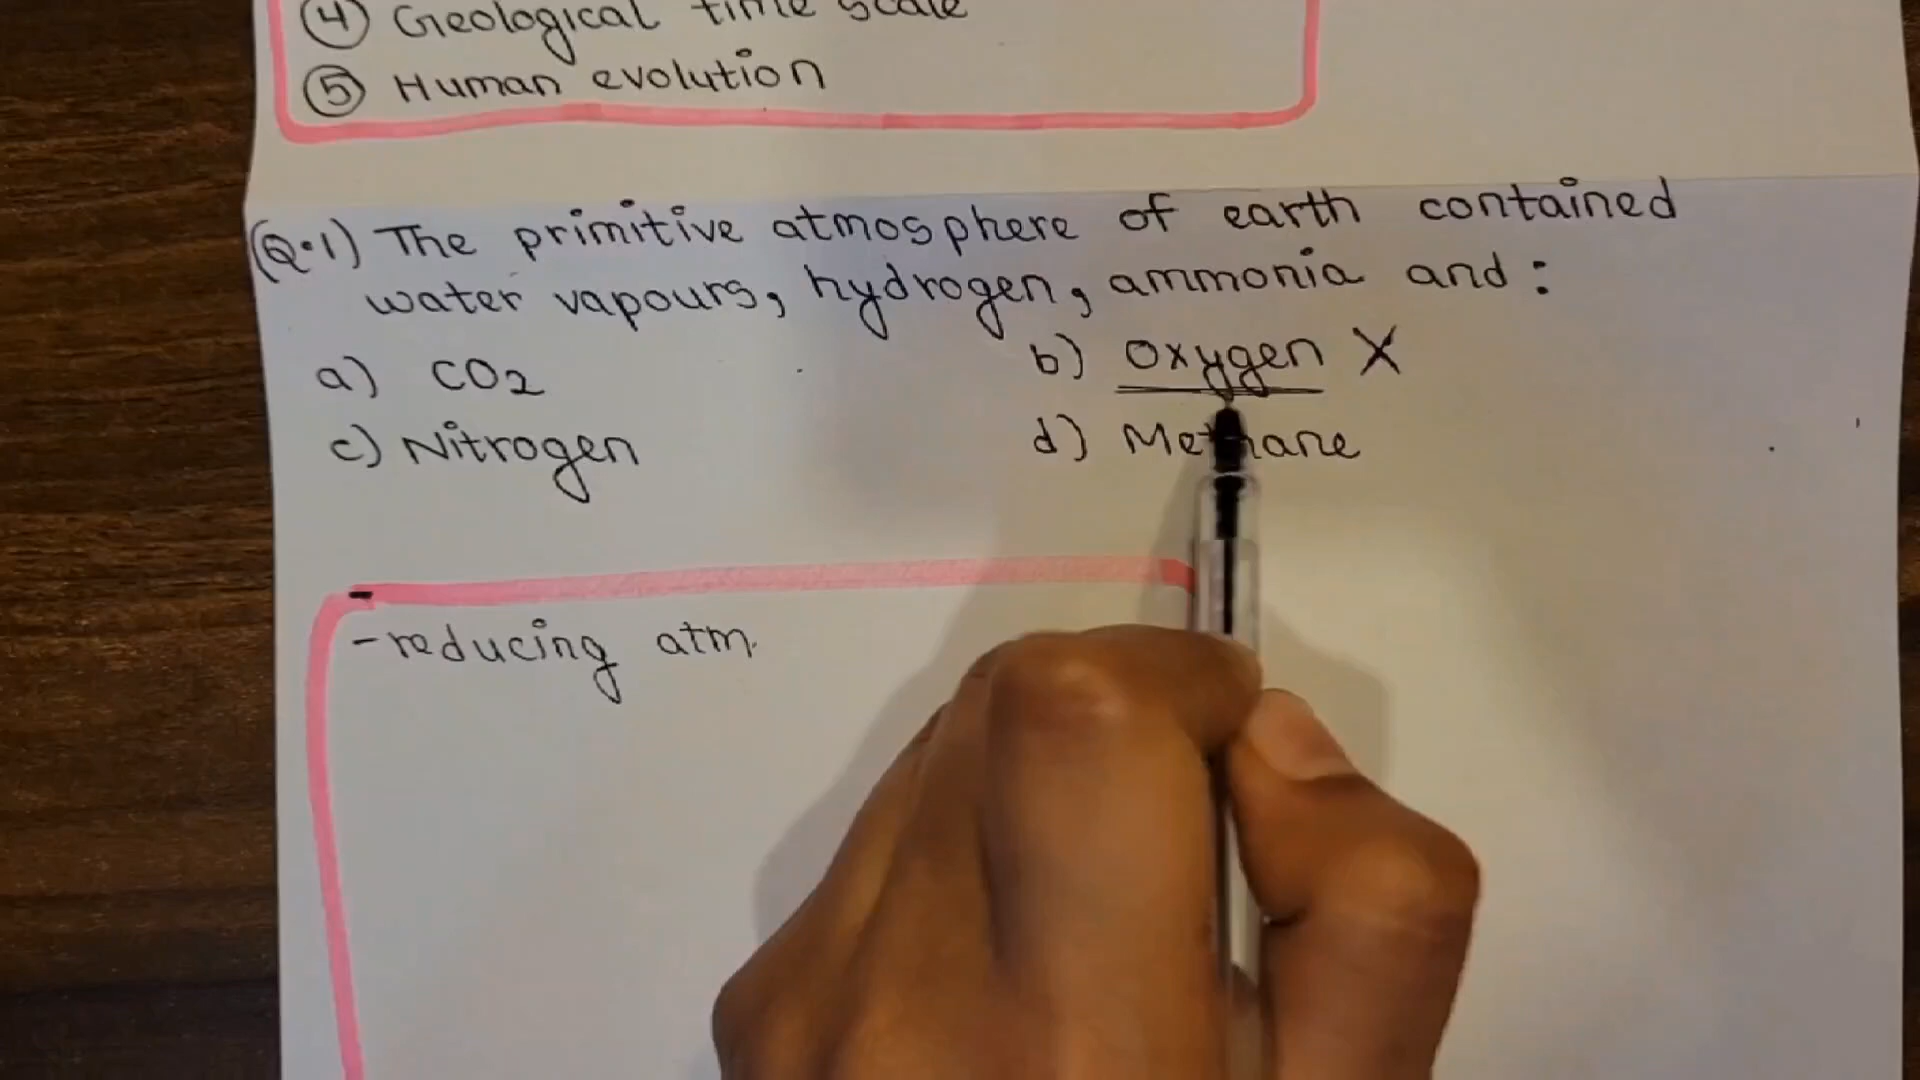 ④ Geological time scale
⑤ Human evolution
(Q.1) The primitive atmosphere of earth contained
water vapours, hydrogen, ammonia and :
a) CO2
b) Oxygen X
c) Nitrogen
d) Methane
- reducing atm.